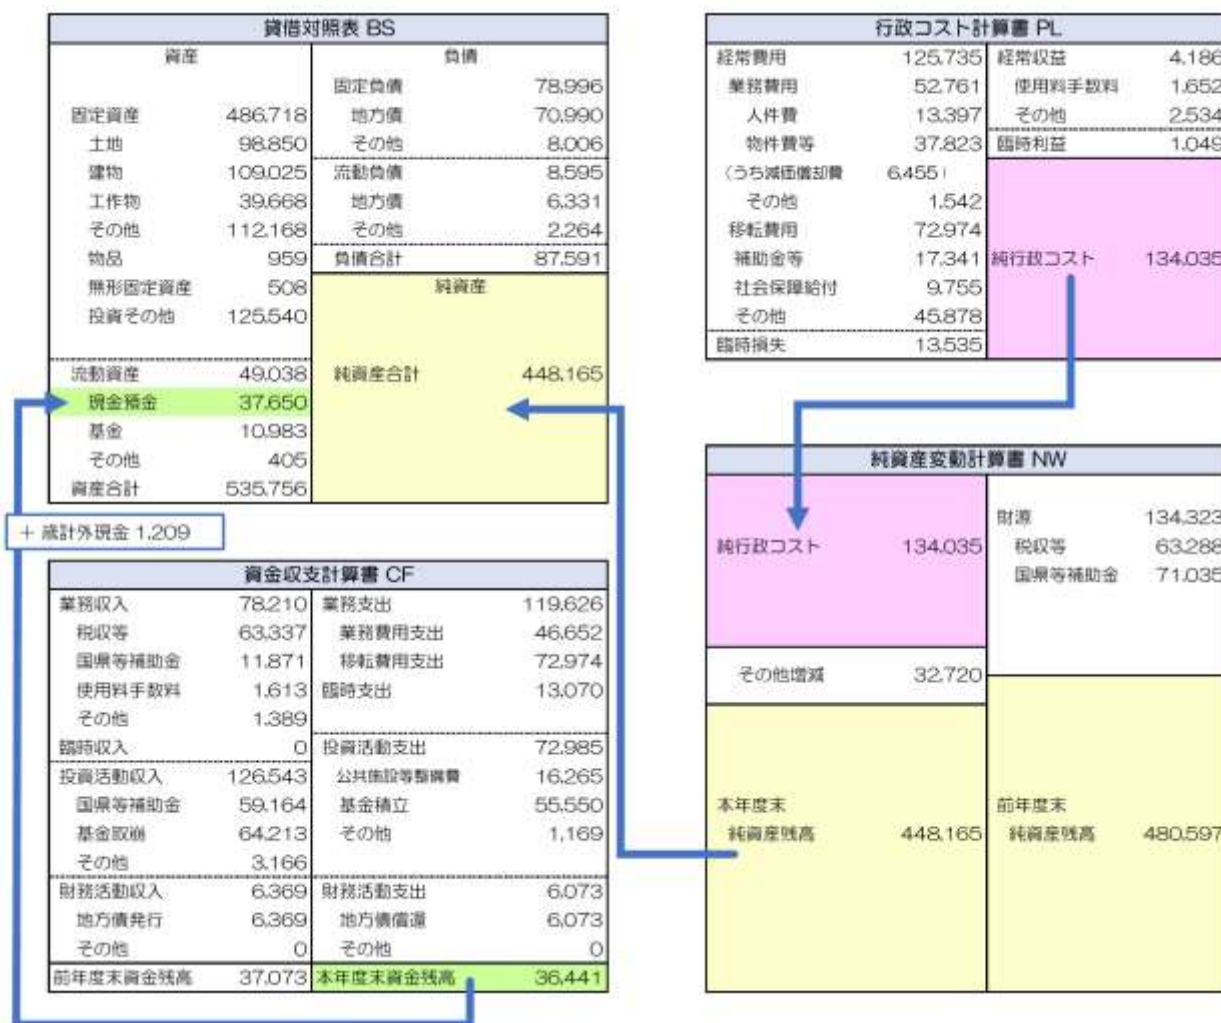 貸借対照表 BS
資産 負債
固定負債 78,996
固定資産 486,718 地方債 70,990
土地 98,850 その他 8,006
建物 109,025 流動負債 8,595
工作物 39,668 地方債 6,331
その他 112,168 その他 2,264
物品 959 負債合計 87,591
無形固定資産 508 純資産
投資その他 125,540
流動資産 49,038 純資産合計 448,165
現金預金 37,650
基金 10,983
その他 405
資産合計 535,756
+ 歳計外現金 1,209
資金収支計算書 CF
業務収入 78,210 業務支出 119,626
税収等 63,337 業務費用支出 46,652
国県等補助金 11,871 移転費用支出 72,974
使用料手数料 1,613 臨時支出 13,070
その他 1,389
臨時収入 0 投資活動支出 72,985
投資活動収入 126,543 公共施設等整備費 16,265
国県等補助金 59,164 基金積立 55,550
基金取崩 64,213 その他 1,169
その他 3,166
財務活動収入 6,369 財務活動支出 6,073
地方債発行 6,369 地方債償還 6,073
その他 0 その他 0
前年度末資金残高 37,073 本年度末資金残高 36,441
行政コスト計算書 PL
経常費用 125,735 経常収益 4,186
業務費用 52,761 使用料手数料 1,652
人件費 13,397 その他 2,534
物件費等 37,823 臨時利益 1,049
(うち減価償却費 6,455)
その他 1,542
移転費用 72,974
補助金等 17,341 純行政コスト 134,035
社会保障給付 9,755
その他 45,878
臨時損失 13,535
純資産変動計算書 NW
財源 134,323
純行政コスト 134,035 税収等 63,288
国県等補助金 71,035
その他増減 32,720
本年度末 前年度末
純資産残高 448,165 純資産残高 480,597